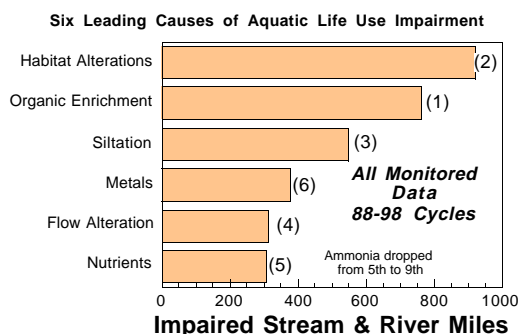 Six Leading Causes of Aquatic Life Use Impairment
Habitat Alterations (2)
Organic Enrichment (1)
Siltation (3)
Metals (6)
Flow Alteration (4)
Nutrients (5)
All Monitored
Data
88-98 Cycles
Ammonia dropped
from 5th to 9th
0 200 400 600 800 1000
Impaired Stream & River Miles